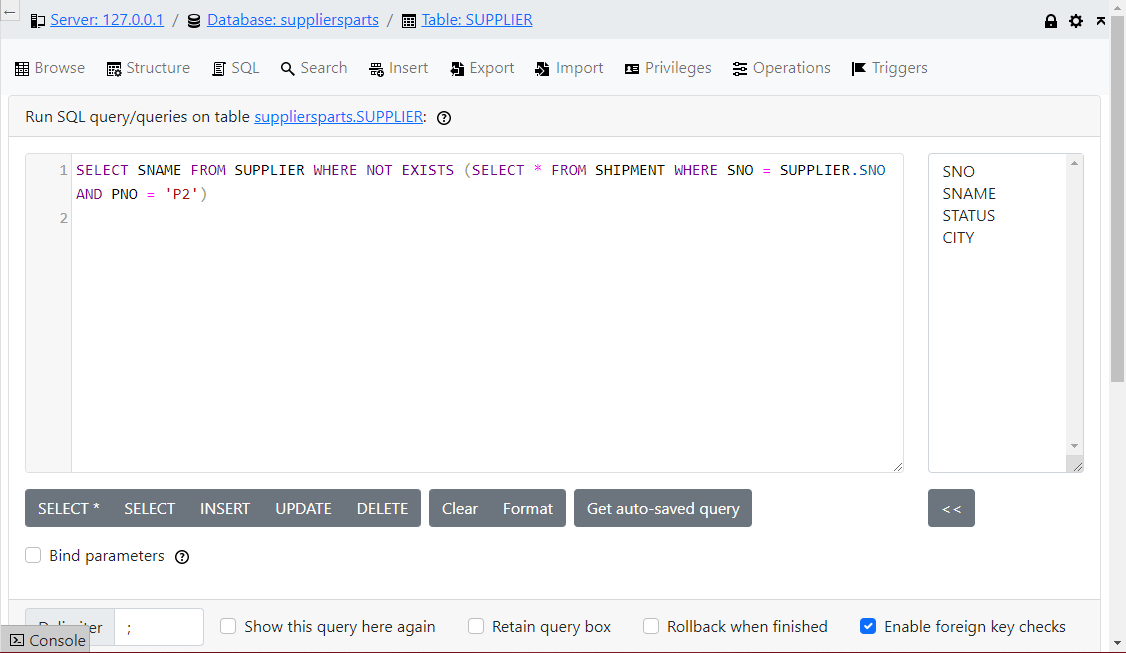 Server: 127.0.0.1 / Database: suppliersparts / Table: SUPPLIER
Browse Structure SQL Search Insert Export Import Privileges Operations Triggers
Run SQL query/queries on table suppliersparts.SUPPLIER:
1 SELECT SNAME FROM SUPPLIER WHERE NOT EXISTS (SELECT * FROM SHIPMENT WHERE SNO = SUPPLIER.SNO
AND PNO = 'P2')
2
SNO
SNAME
STATUS
CITY
SELECT * SELECT INSERT UPDATE DELETE Clear Format Get auto-saved query <<
Bind parameters
Delimiter ; Show this query here again Retain query box Rollback when finished Enable foreign key checks
Console